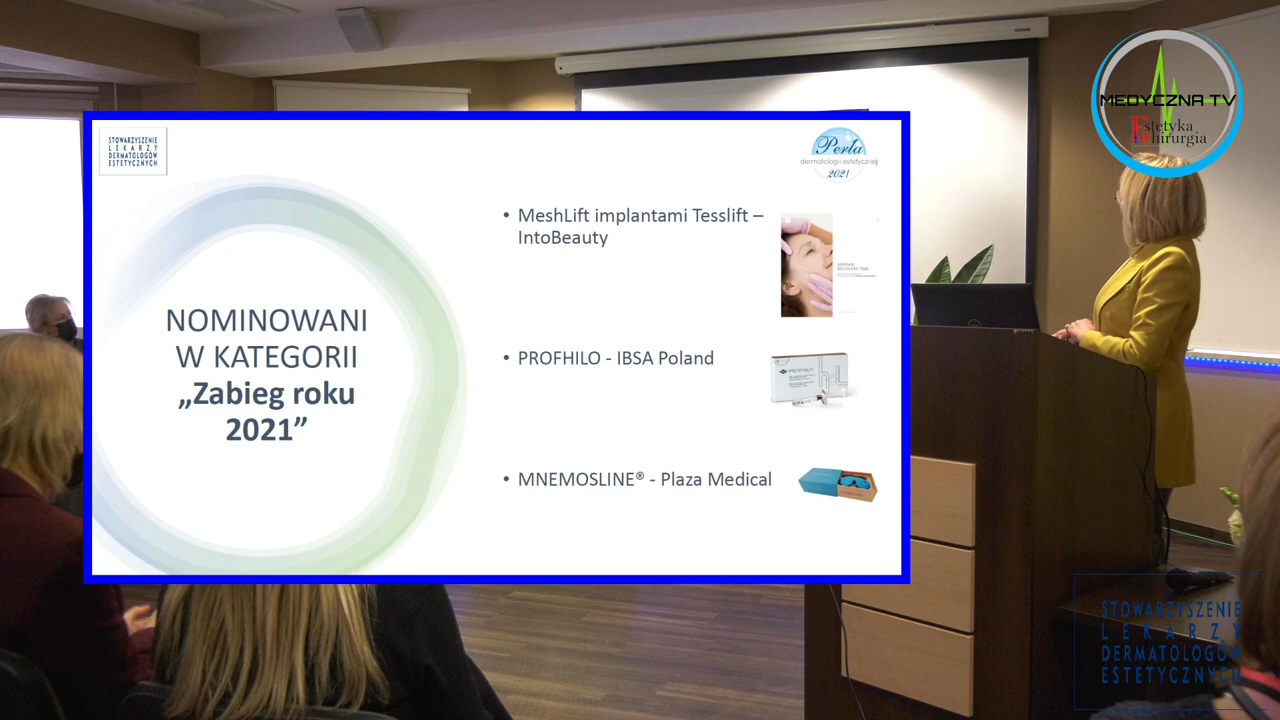 MEDYCZNA TV
Estetyka
Chirurgia
STOWARZYSZENIE
LEKARZY
DERMATOLOGÓW
ESTETYCZNYCH
Perła
dermatologii estetycznej
2021
NOMINOWANI
W KATEGORII
„Zabieg roku
2021”
• MeshLift implantami Tesslift –
IntoBeauty
• PROFHILO - IBSA Poland
PROFHILO
• MNEMOSLINE® - Plaza Medical
STOWARZYSZENIE
LEKARZY
DERMATOLOGÓW
ESTETYCZNYCH